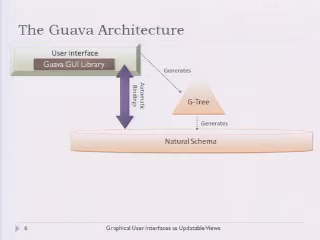 The Guava Architecture
User Interface
Guava GUI Library
Generates
Automatic
Bindings
G-Tree
Generates
Natural Schema
6
Graphical User Interfaces as Updatable Views